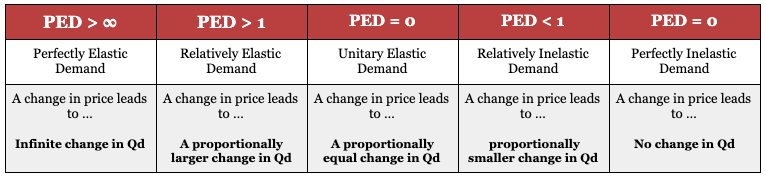 PED > ∞ PED > 1 PED = 0 PED < 1 PED = 0
Perfectly Elastic Relatively Elastic Unitary Elastic Relatively Inelastic Perfectly Inelastic
Demand Demand Demand Demand Demand
A change in price leads A change in price leads A change in price leads A change in price leads A change in price leads
to ... to ... to ... to ... to ...
Infinite change in Qd A proportionally A proportionally proportionally No change in Qd
larger change in Qd equal change in Qd smaller change in Qd